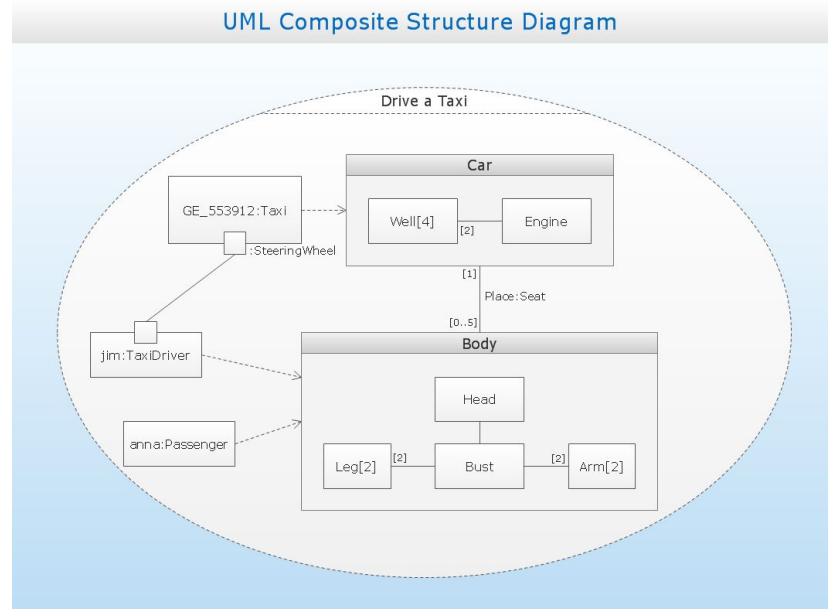 UML Composite Structure Diagram
Drive a Taxi
Car
GE_553912:Taxi
Well[4]
[2]
Engine
:SteeringWheel
[1]
Place:Seat
[0..5]
Body
jim:TaxiDriver
Head
anna:Passenger
Leg[2]
[2]
Bust
[2]
Arm[2]